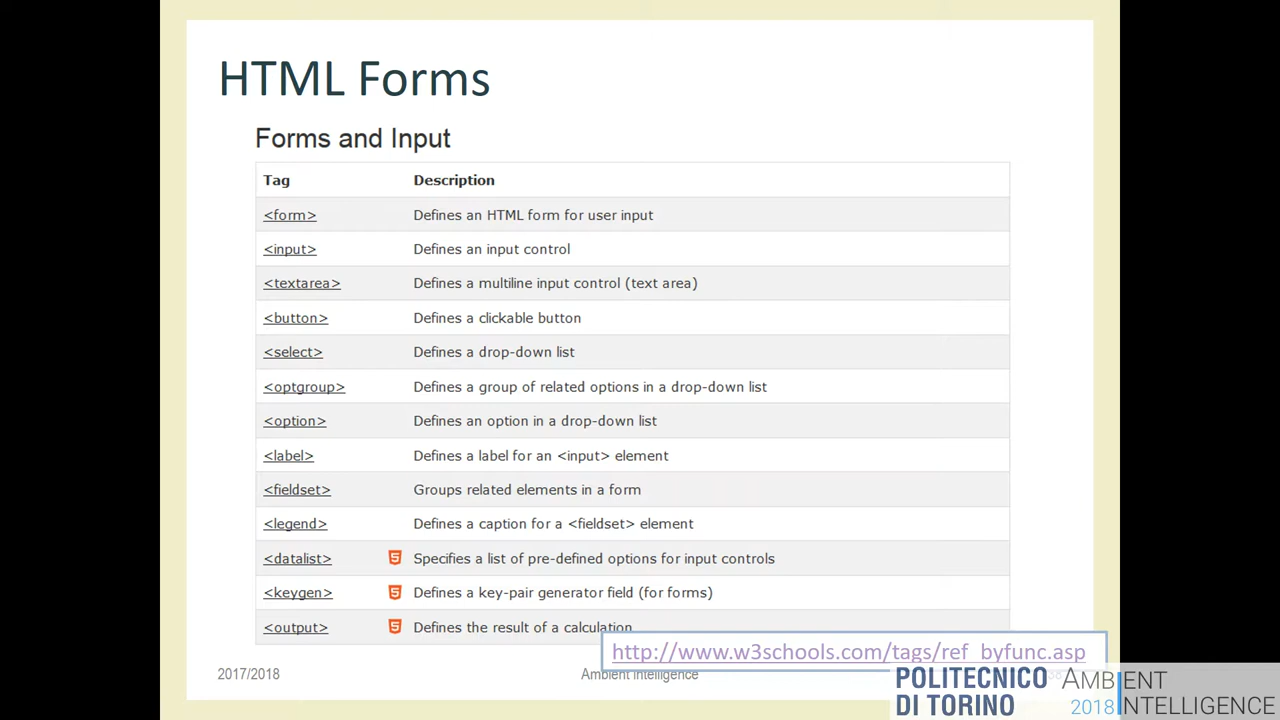 HTML Forms
Forms and Input
Tag Description
<form> Defines an HTML form for user input
<input> Defines an input control
<textarea> Defines a multiline input control (text area)
<button> Defines a clickable button
<select> Defines a drop-down list
<optgroup> Defines a group of related options in a drop-down list
<option> Defines an option in a drop-down list
<label> Defines a label for an <input> element
<fieldset> Groups related elements in a form
<legend> Defines a caption for a <fieldset> element
<datalist> 5 Specifies a list of pre-defined options for input controls
<keygen> 5 Defines a key-pair generator field (for forms)
<output> 5 Defines the result of a calculation
http://www.w3schools.com/tags/ref_byfunc.asp
2017/2018 Ambient Intelligence
POLITECNICO
DI TORINO
AMBIENT
2018 INTELLIGENCE